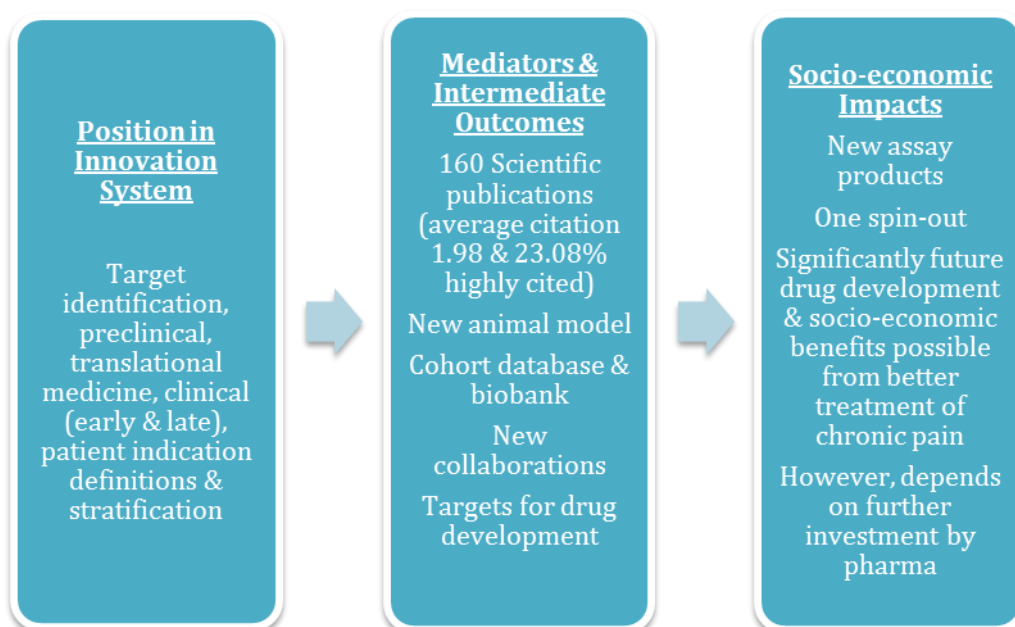 Position in
Innovation
System
Target
identification,
preclinical,
translational
medicine, clinical
(early & late),
patient indication
definitions &
stratification
Mediators &
Intermediate
Outcomes
160 Scientific
publications
(average citation
1.98 & 23.08%
highly cited)
New animal model
Cohort database &
biobank
New
collaborations
Targets for drug
development
Socio-economic
Impacts
New assay
products
One spin-out
Significantly future
drug development
& socio-economic
benefits possible
from better
treatment of
chronic pain
However, depends
on further
investment by
pharma